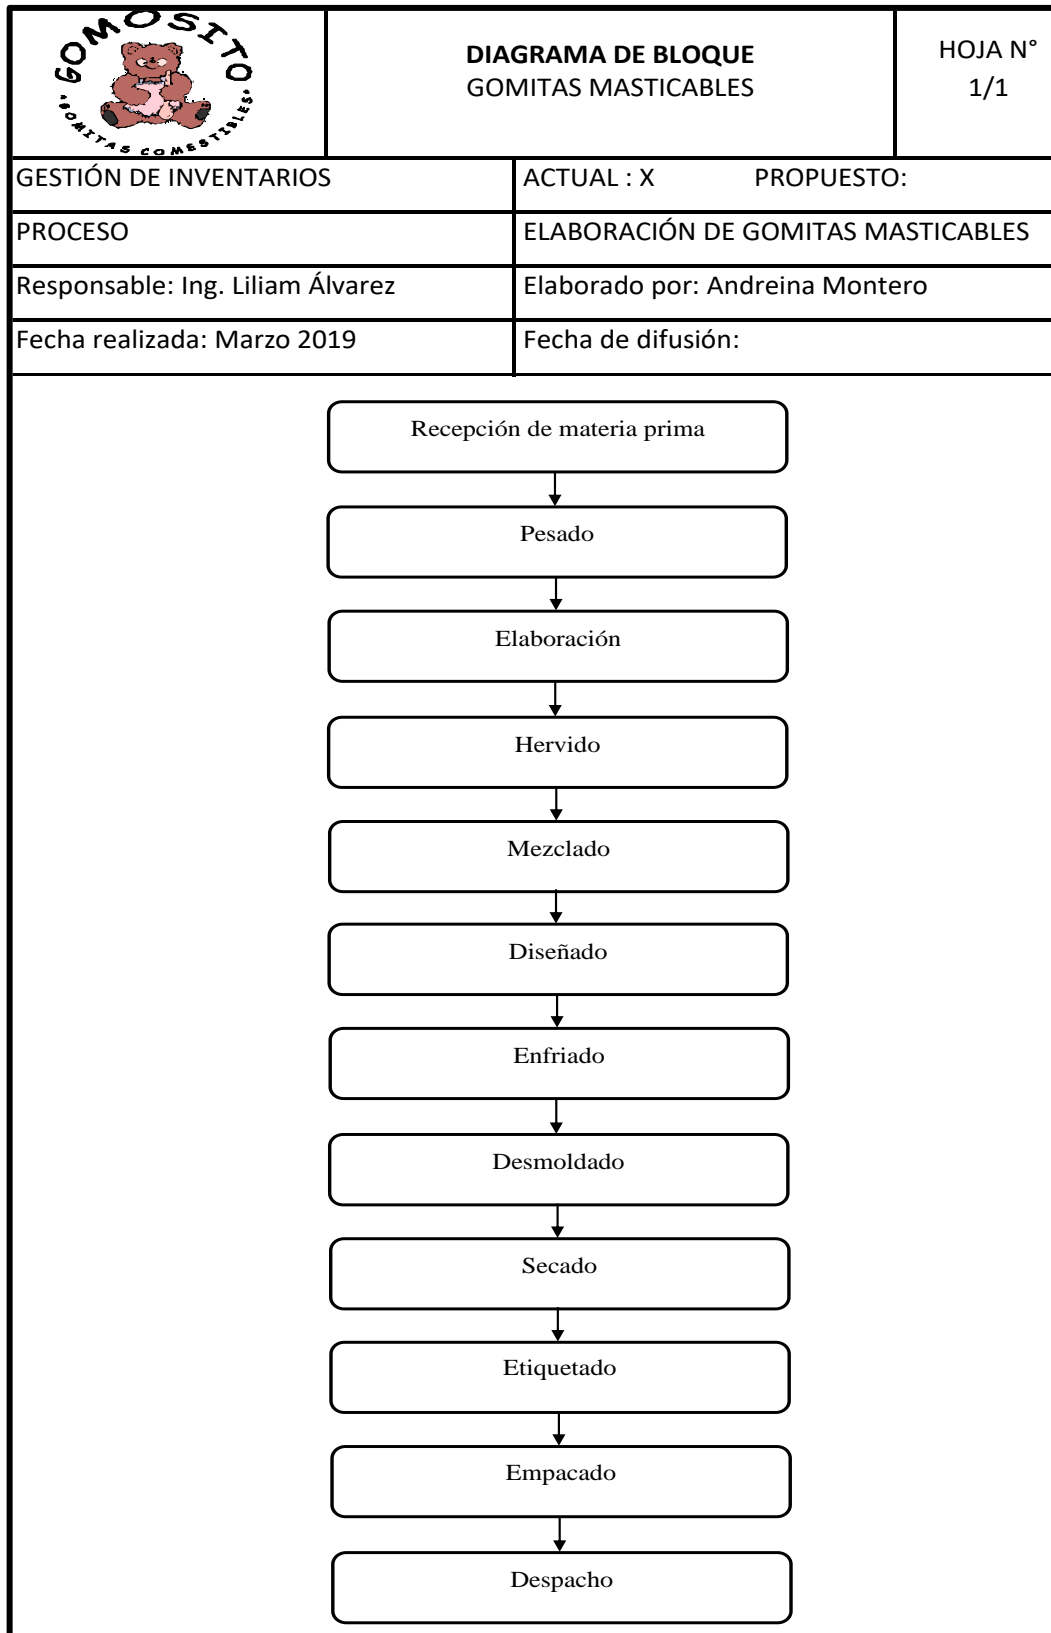 GOMOSITO
*GOMITAS COMESTIBLES*
DIAGRAMA DE BLOQUE
GOMITAS MASTICABLES
HOJA N°
1/1
GESTIÓN DE INVENTARIOS
ACTUAL : X PROPUESTO:
PROCESO
ELABORACIÓN DE GOMITAS MASTICABLES
Responsable: Ing. Liliam Álvarez
Elaborado por: Andreina Montero
Fecha realizada: Marzo 2019
Fecha de difusión:
Recepción de materia prima
Pesado
Elaboración
Hervido
Mezclado
Diseñado
Enfriado
Desmoldado
Secado
Etiquetado
Empacado
Despacho